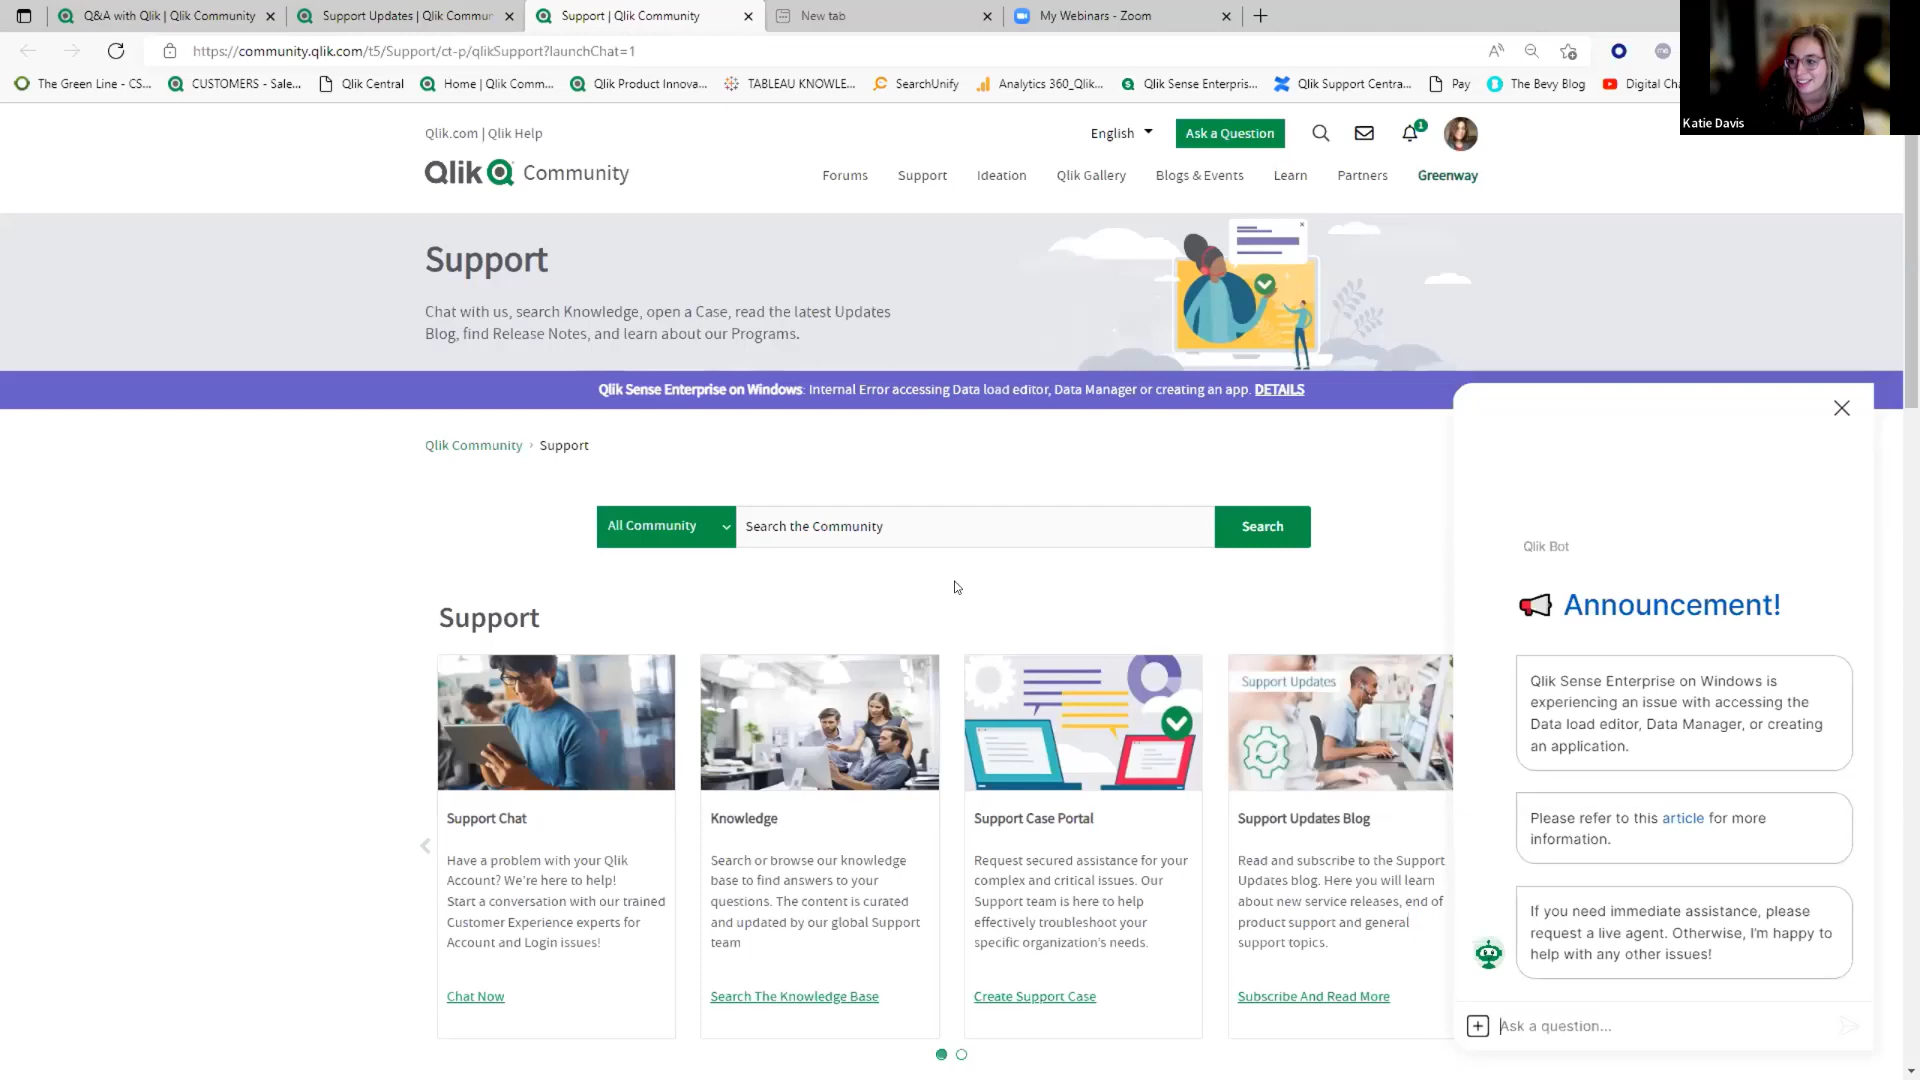 Q&A with Qlik | Qlik Community
Support Updates | Qlik Commun
Support | Qlik Community
New tab
My Webinars - Zoom
https://community.qlik.com/t5/Support/ct-p/qlikSupport?launchChat=1
The Green Line - CS...
CUSTOMERS - Sale...
Qlik Central
Home | Qlik Comm...
Qlik Product Innova...
TABLEAU KNOWLE...
SearchUnify
Analytics 360_Qlik...
Qlik Sense Enterpris...
Qlik Support Centra...
Pay
The Bevy Blog
Digital Cha
Katie Davis
Qlik.com | Qlik Help
English
Ask a Question
1
Qlik Community
Forums
Support
Ideation
Qlik Gallery
Blogs & Events
Learn
Partners
Greenway
Support
Chat with us, search Knowledge, open a Case, read the latest Updates
Blog, find Release Notes, and learn about our Programs.
Qlik Sense Enterprise on Windows: Internal Error accessing Data load editor, Data Manager or creating an app. DETAILS
Qlik Community › Support
All Community
Search the Community
Search
Support
Support Chat
Have a problem with your Qlik
Account? We're here to help!
Start a conversation with our trained
Customer Experience experts for
Account and Login issues!
Chat Now
Knowledge
Search or browse our knowledge
base to find answers to your
questions. The content is curated
and updated by our global Support
team
Search The Knowledge Base
Support Case Portal
Request secured assistance for your
complex and critical issues. Our
Support team is here to help
effectively troubleshoot your
specific organization's needs.
Create Support Case
Support Updates
Support Updates Blog
Read and subscribe to the Support
Updates blog. Here you will learn
about new service releases, end of
product support and general
support topics.
Subscribe And Read More
Qlik Bot
Announcement!
Qlik Sense Enterprise on Windows is
experiencing an issue with accessing the
Data load editor, Data Manager, or creating
an application.
Please refer to this article for more
information.
If you need immediate assistance, please
request a live agent. Otherwise, I'm happy to
help with any other issues!
Ask a question...